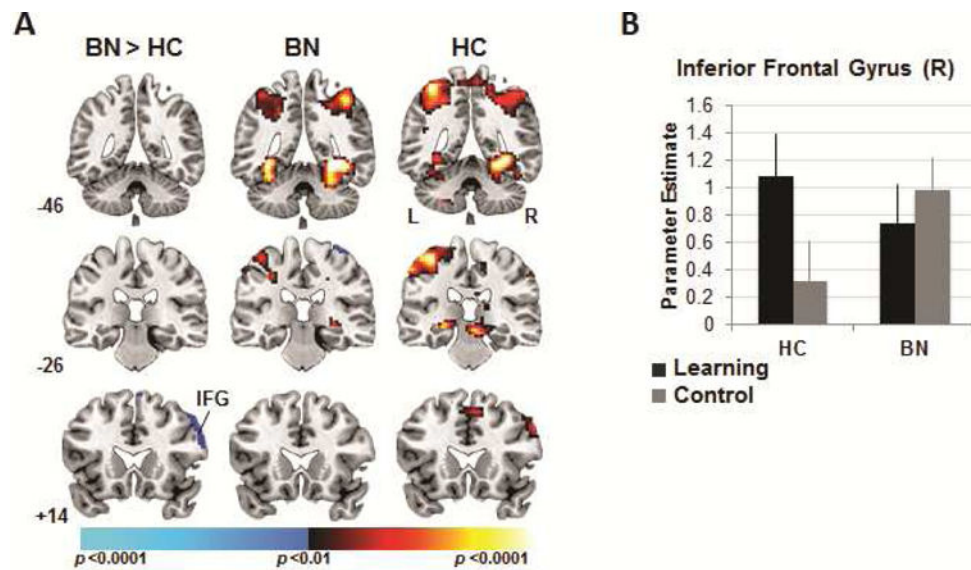 A
BN > HC
BN
HC
-46
L
R
-26
IFG
+14
p<0.0001
p<0.01
p<0.0001
B
Inferior Frontal Gyrus (R)
Parameter Estimate
1.6
1.4
1.2
1
0.8
0.6
0.4
0.2
0
HC
BN
Learning
Control